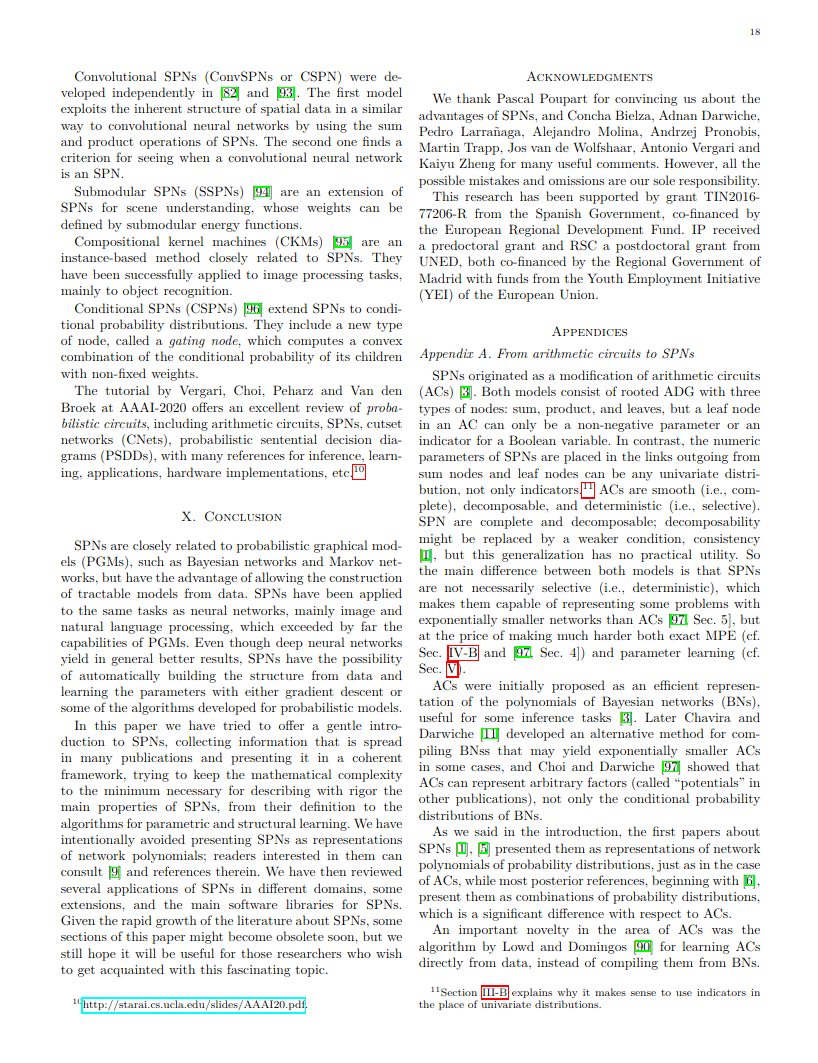 18
Convolutional SPNs (ConvSPNs or CSPN) were de-
veloped independently in [82] and [93]. The first model
exploits the inherent structure of spatial data in a similar
way to convolutional neural networks by using the sum
and product operations of SPNs. The second one finds a
criterion for seeing when a convolutional neural network
is an SPN.
Submodular SPNs (SSPNs) [94] are an extension of
SPNs for scene understanding, whose weights can be
defined by submodular energy functions.
Compositional kernel machines (CKMs) [95] are an
instance-based method closely related to SPNs. They
have been successfully applied to image processing tasks,
mainly to object recognition.
Conditional SPNs (CSPNs) [96] extend SPNs to condi-
tional probability distributions. They include a new type
of node, called a gating node, which computes a convex
combination of the conditional probability of its children
with non-fixed weights.
The tutorial by Vergari, Choi, Peharz and Van den
Broek at AAAI-2020 offers an excellent review of proba-
bilistic circuits, including arithmetic circuits, SPNs, cutset
networks (CNets), probabilistic sentential decision dia-
grams (PSDDs), with many references for inference, learn-
ing, applications, hardware implementations, etc.10
X. Conclusion
SPNs are closely related to probabilistic graphical mod-
els (PGMs), such as Bayesian networks and Markov net-
works, but have the advantage of allowing the construction
of tractable models from data. SPNs have been applied
to the same tasks as neural networks, mainly image and
natural language processing, which exceeded by far the
capabilities of PGMs. Even though deep neural networks
yield in general better results, SPNs have the possibility
of automatically building the structure from data and
learning the parameters with either gradient descent or
some of the algorithms developed for probabilistic models.
In this paper we have tried to offer a gentle intro-
duction to SPNs, collecting information that is spread
in many publications and presenting it in a coherent
framework, trying to keep the mathematical complexity
to the minimum necessary for describing with rigor the
main properties of SPNs, from their definition to the
algorithms for parametric and structural learning. We have
intentionally avoided presenting SPNs as representations
of network polynomials; readers interested in them can
consult [9] and references therein. We have then reviewed
several applications of SPNs in different domains, some
extensions, and the main software libraries for SPNs.
Given the rapid growth of the literature about SPNs, some
sections of this paper might become obsolete soon, but we
still hope it will be useful for those researchers who wish
to get acquainted with this fascinating topic.
10http://starai.cs.ucla.edu/slides/AAAI20.pdf.
Acknowledgments
We thank Pascal Poupart for convincing us about the
advantages of SPNs, and Concha Bielza, Adnan Darwiche,
Pedro Larrañaga, Alejandro Molina, Andrzej Pronobis,
Martin Trapp, Jos van de Wolfshaar, Antonio Vergari and
Kaiyu Zheng for many useful comments. However, all the
possible mistakes and omissions are our sole responsibility.
This research has been supported by grant TIN2016-
77206-R from the Spanish Government, co-financed by
the European Regional Development Fund. IP received
a predoctoral grant and RSC a postdoctoral grant from
UNED, both co-financed by the Regional Government of
Madrid with funds from the Youth Employment Initiative
(YEI) of the European Union.
Appendices
Appendix A. From arithmetic circuits to SPNs
SPNs originated as a modification of arithmetic circuits
(ACs) [3]. Both models consist of rooted ADG with three
types of nodes: sum, product, and leaves, but a leaf node
in an AC can only be a non-negative parameter or an
indicator for a Boolean variable. In contrast, the numeric
parameters of SPNs are placed in the links outgoing from
sum nodes and leaf nodes can be any univariate distri-
bution, not only indicators.11 ACs are smooth (i.e., com-
plete), decomposable, and deterministic (i.e., selective).
SPN are complete and decomposable; decomposability
might be replaced by a weaker condition, consistency
[1], but this generalization has no practical utility. So
the main difference between both models is that SPNs
are not necessarily selective (i.e., deterministic), which
makes them capable of representing some problems with
exponentially smaller networks than ACs [97, Sec. 5], but
at the price of making much harder both exact MPE (cf.
Sec. IV-B and [97, Sec. 4]) and parameter learning (cf.
Sec. V).
ACs were initially proposed as an efficient represen-
tation of the polynomials of Bayesian networks (BNs),
useful for some inference tasks [3]. Later Chavira and
Darwiche [11] developed an alternative method for com-
piling BNss that may yield exponentially smaller ACs
in some cases, and Choi and Darwiche [97] showed that
ACs can represent arbitrary factors (called “potentials” in
other publications), not only the conditional probability
distributions of BNs.
As we said in the introduction, the first papers about
SPNs [1], [5] presented them as representations of network
polynomials of probability distributions, just as in the case
of ACs, while most posterior references, beginning with [6],
present them as combinations of probability distributions,
which is a significant difference with respect to ACs.
An important novelty in the area of ACs was the
algorithm by Lowd and Domingos [90] for learning ACs
directly from data, instead of compiling them from BNs.
11Section III-B explains why it makes sense to use indicators in
the place of univariate distributions.